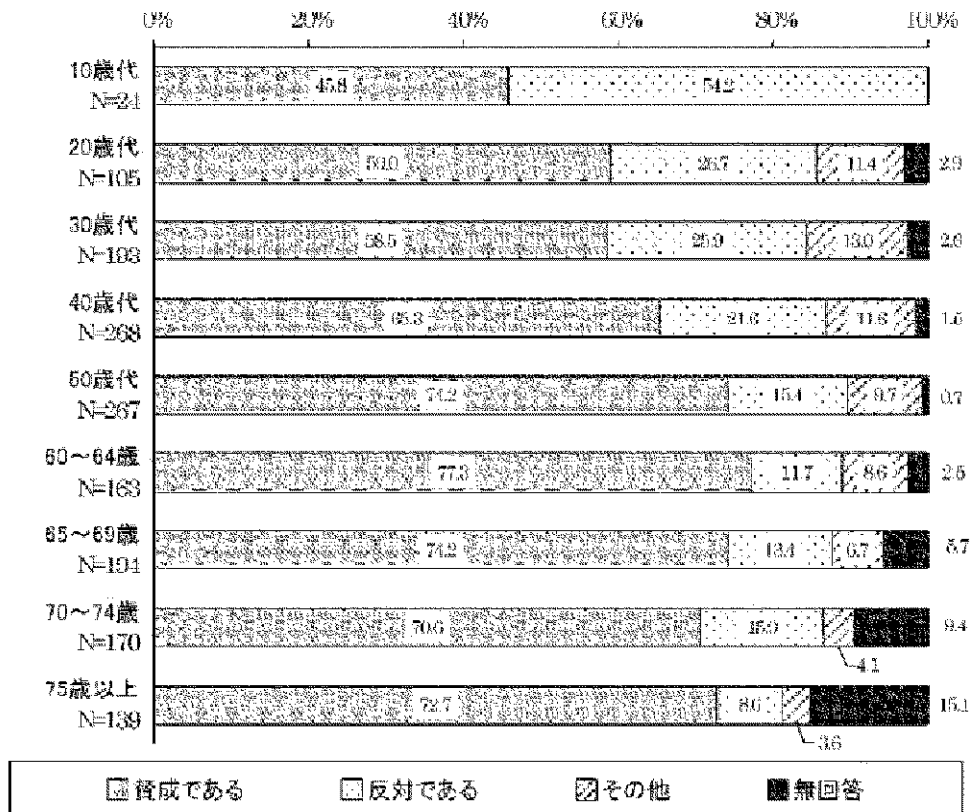 0% 20% 40% 60% 80% 100%
10歳代
N=24
45.8 54.2
20歳代
N=105
59.0 26.7 11.4 2.9
30歳代
N=193
58.5 25.9 13.0 2.6
40歳代
N=268
65.3 21.6 11.6 1.5
50歳代
N=267
74.2 15.4 9.7 0.7
60～64歳
N=163
77.3 11.7 8.6 2.5
65～69歳
N=194
74.2 13.4 6.7 5.7
70～74歳
N=170
70.6 15.9 9.4
4.1
75歳以上
N=139
72.7 8.6 15.1
3.6
賛成である 反対である その他 無回答